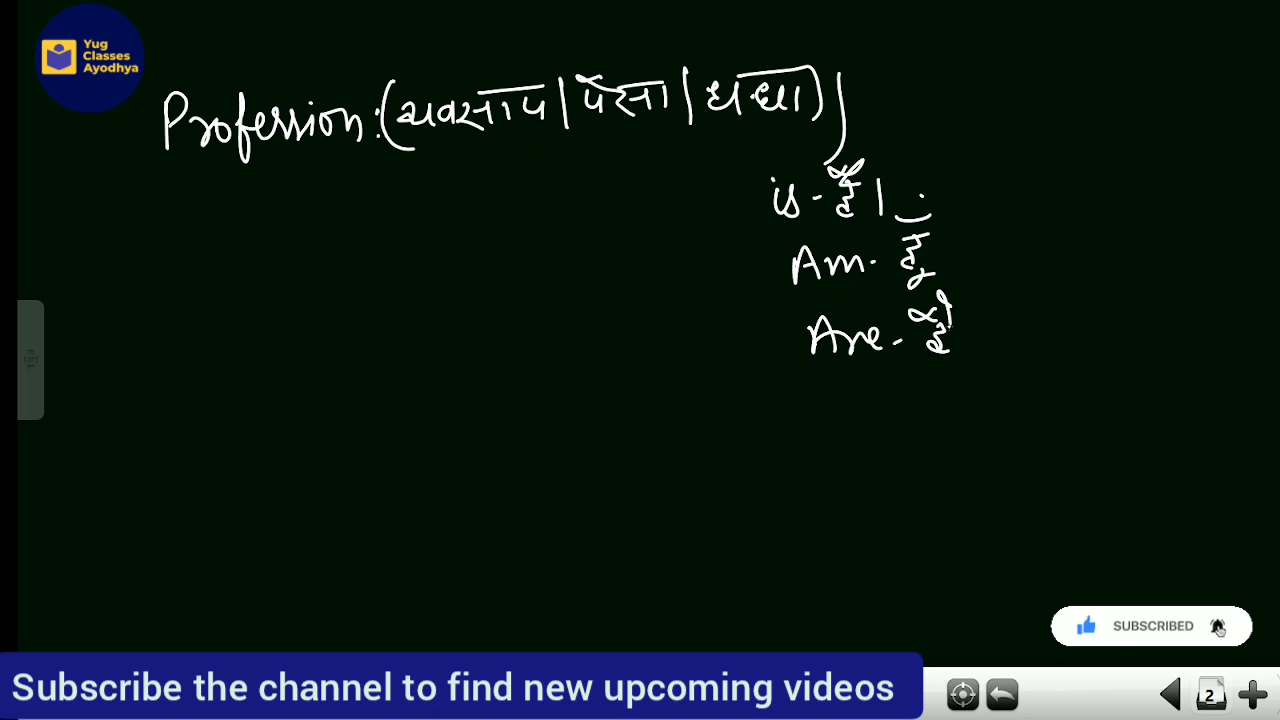 Yug
Classes
Ayodhya
Profession: (व्यवसाय | पेसा | धंधा)
is - है |
Am - हूँ
Are - हैं
SUBSCRIBED
Subscribe the channel to find new upcoming videos
2